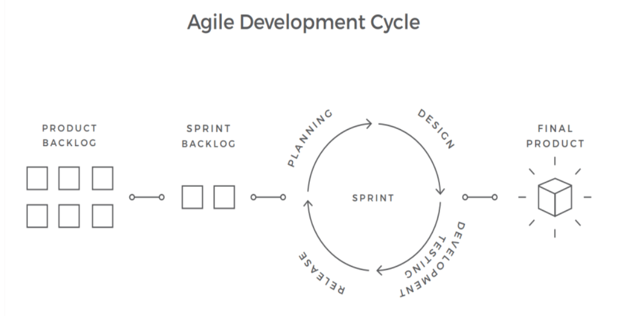 Agile Development Cycle
PRODUCT
BACKLOG
SPRINT
BACKLOG
PLANNING
DESIGN
SPRINT
DEVELOPMENT
TESTING
RELEASE
FINAL
PRODUCT